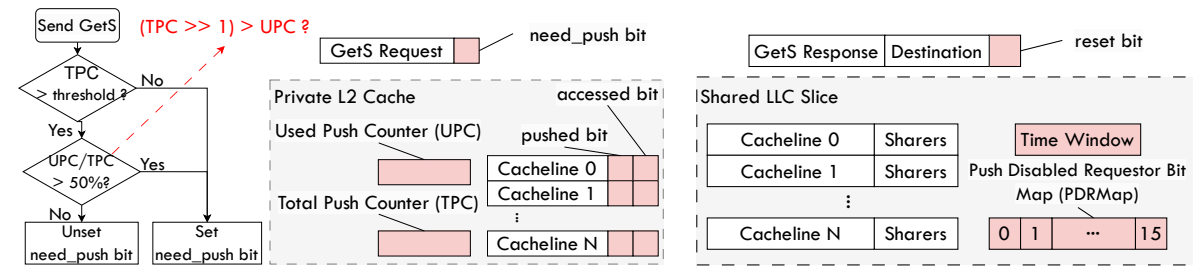 Send GetS
(TPC >> 1) > UPC ?
TPC
> threshold ?
No
Yes
UPC/TPC
> 50%?
Yes
No
Unset
need_push bit
Set
need_push bit
GetS Request
need_push bit
Private L2 Cache
accessed bit
Used Push Counter (UPC)
pushed bit
Cacheline 0
Cacheline 1
...
Total Push Counter (TPC)
Cacheline N
GetS Response
Destination
reset bit
Shared LLC Slice
Cacheline 0
Sharers
Cacheline 1
Sharers
...
Cacheline N
Sharers
Time Window
Push Disabled Requestor Bit
Map (PDRMap)
0
1
...
15